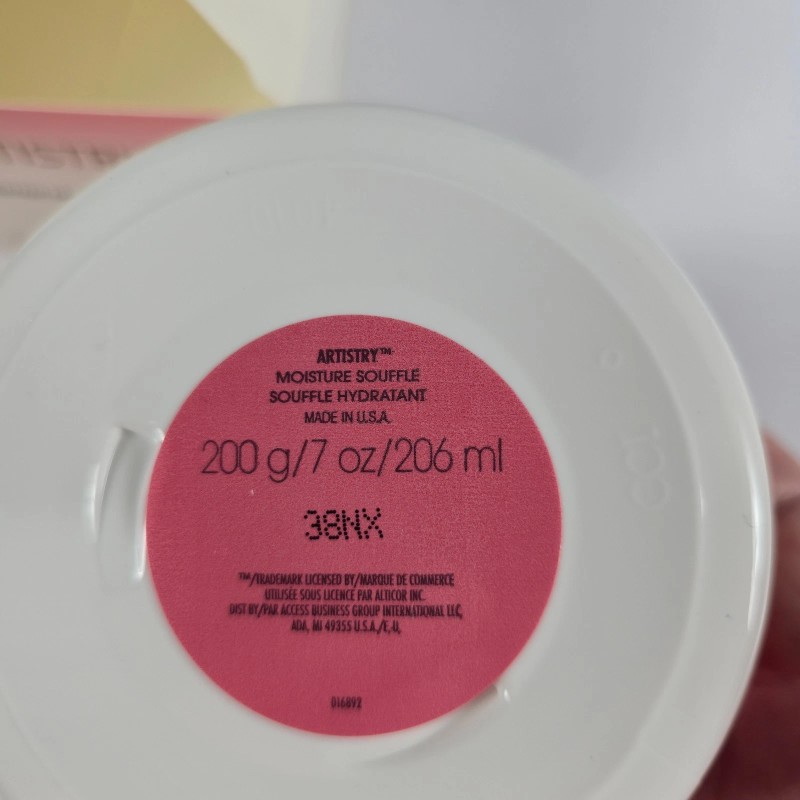 ARTISTRY™
MOISTURE SOUFFLE
SOUFFLE HYDRATANT
MADE IN U.S.A.
200 g/7 oz/206 ml
38NX
™/TRADEMARK LICENSED BY/MARQUE DE COMMERCE
UTILISÉE SOUS LICENCE PAR ALTICOR INC.
DIST BY/PAR ACCESS BUSINESS GROUP INTERNATIONAL LLC,
ADA, MI 49355 U.S.A./E.U.
016892